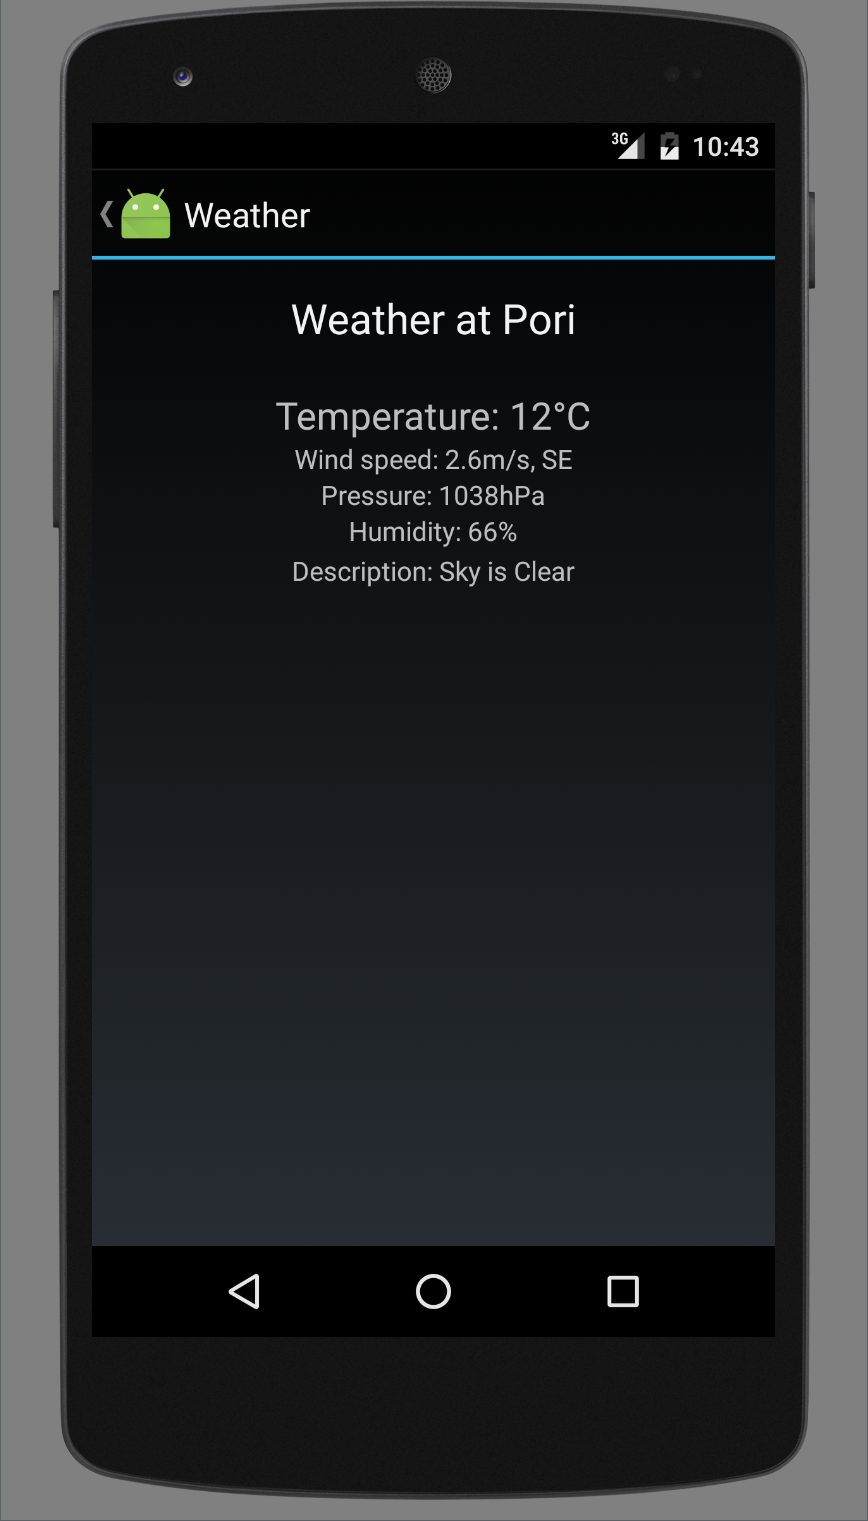 3G 10:43
Weather
Weather at Pori
Temperature: 12°C
Wind speed: 2.6m/s, SE
Pressure: 1038hPa
Humidity: 66%
Description: Sky is Clear